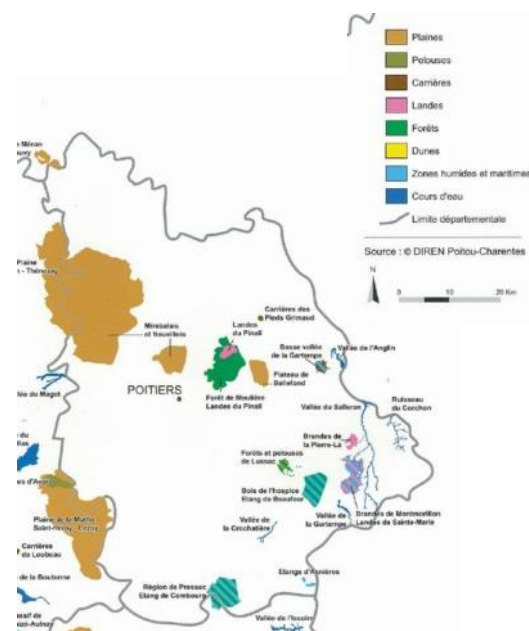 Plaines
Pelouses
Carrières
Landes
Forêts
Dunes
Zones humides et maritimes
Cours d'eau
Limite départementale
Source : © DIREN Poitou-Charentes
N
0 10 20 Km
Méron
Plaine
Mirebalais
et Neuvillois
Carrières des
Pieds Grimaud
Landes
du Pinail
Basse vallée
de la Gartempe
Vallée de l'Anglin
Plateau de
Bellefond
POITIERS
Forêt de Moulière
Landes du Pinail
ée du Magot
Vallée du Salleron
Ruisseau
du Corchon
e du
Brandes de
la Pierre-Là
Forêts et pelouses
de Lussac
Bois de l'hospice
Etang de Beaufour
Plaine de la Mothe
Saint-Heray - Lezay
Vallée de
la Crochatière
Vallée de
la Gartempe
Brandes de Montmorillon
Landes de Sainte-Marie
Carrières
de Loubeau
Etangs d'Asnières
e de la Boutonne
Région de Pressac
Etang de Combourg
Vallée de l'Issoire